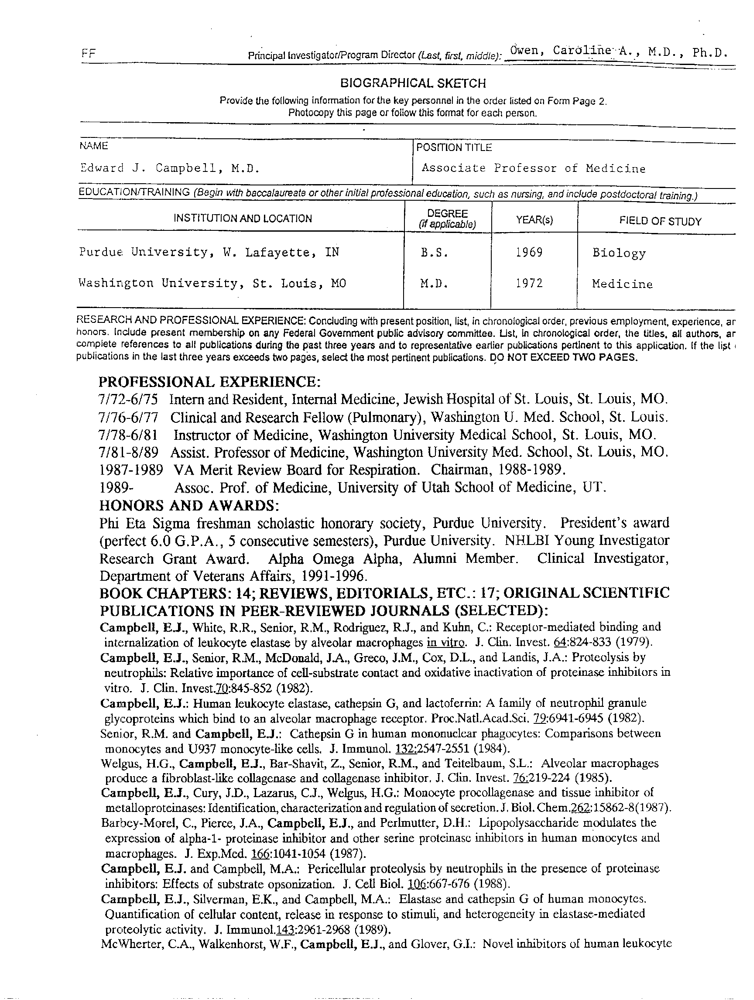 FF
Principal Investigator/Program Director (Last, first, middle): Owen, Caroline A., M.D., Ph.D.
BIOGRAPHICAL SKETCH
Provide the following information for the key personnel in the order listed on Form Page 2.
Photocopy this page or follow this format for each person.
NAME
POSITION TITLE
Edward J. Campbell, M.D.
Associate Professor of Medicine
EDUCATION/TRAINING (Begin with baccalaureate or other initial professional education, such as nursing, and include postdoctoral training.)
INSTITUTION AND LOCATION
DEGREE
(if applicable)
YEAR(s)
FIELD OF STUDY
Purdue University, W. Lafayette, IN B.S. 1969 Biology
Washington University, St. Louis, MO M.D. 1972 Medicine
RESEARCH AND PROFESSIONAL EXPERIENCE: Concluding with present position, list, in chronological order, previous employment, experience, ar
honors. Include present membership on any Federal Government public advisory committee. List, in chronological order, the titles, all authors, ar
complete references to all publications during the past three years and to representative earlier publications pertinent to this application. If the list
publications in the last three years exceeds two pages, select the most pertinent publications. DO NOT EXCEED TWO PAGES.
PROFESSIONAL EXPERIENCE:
7/72-6/75 Intern and Resident, Internal Medicine, Jewish Hospital of St. Louis, St. Louis, MO.
7/76-6/77 Clinical and Research Fellow (Pulmonary), Washington U. Med. School, St. Louis.
7/78-6/81 Instructor of Medicine, Washington University Medical School, St. Louis, MO.
7/81-8/89 Assist. Professor of Medicine, Washington University Med. School, St. Louis, MO.
1987-1989 VA Merit Review Board for Respiration. Chairman, 1988-1989.
1989- Assoc. Prof. of Medicine, University of Utah School of Medicine, UT.
HONORS AND AWARDS:
Phi Eta Sigma freshman scholastic honorary society, Purdue University. President's award
(perfect 6.0 G.P.A., 5 consecutive semesters), Purdue University. NHLBI Young Investigator
Research Grant Award. Alpha Omega Alpha, Alumni Member. Clinical Investigator,
Department of Veterans Affairs, 1991-1996.
BOOK CHAPTERS: 14; REVIEWS, EDITORIALS, ETC.: 17; ORIGINAL SCIENTIFIC
PUBLICATIONS IN PEER-REVIEWED JOURNALS (SELECTED):
Campbell, E.J., White, R.R., Senior, R.M., Rodriguez, R.J., and Kuhn, C.: Receptor-mediated binding and
internalization of leukocyte elastase by alveolar macrophages in vitro. J. Clin. Invest. 64:824-833 (1979).
Campbell, E.J., Senior, R.M., McDonald, J.A., Greco, J.M., Cox, D.L., and Landis, J.A.: Proteolysis by
neutrophils: Relative importance of cell-substrate contact and oxidative inactivation of proteinase inhibitors in
vitro. J. Clin. Invest.70:845-852 (1982).
Campbell, E.J.: Human leukocyte elastase, cathepsin G, and lactoferrin: A family of neutrophil granule
glycoproteins which bind to an alveolar macrophage receptor. Proc.Natl.Acad.Sci. 79:6941-6945 (1982).
Senior, R.M. and Campbell, E.J.: Cathepsin G in human mononuclear phagocytes: Comparisons between
monocytes and U937 monocyte-like cells. J. Immunol. 132:2547-2551 (1984).
Welgus, H.G., Campbell, E.J., Bar-Shavit, Z., Senior, R.M., and Teitelbaum, S.L.: Alveolar macrophages
produce a fibroblast-like collagenase and collagenase inhibitor. J. Clin. Invest. 76:219-224 (1985).
Campbell, E.J., Cury, J.D., Lazarus, C.J., Welgus, H.G.: Monocyte procollagenase and tissue inhibitor of
metalloproteinases: Identification, characterization and regulation of secretion. J. Biol. Chem.262:15862-8(1987).
Barbey-Morel, C., Pierce, J.A., Campbell, E.J., and Perlmutter, D.H.: Lipopolysaccharide modulates the
expression of alpha-1- proteinase inhibitor and other serine proteinase inhibitors in human monocytes and
macrophages. J. Exp.Med. 166:1041-1054 (1987).
Campbell, E.J. and Campbell, M.A.: Pericellular proteolysis by neutrophils in the presence of proteinase
inhibitors: Effects of substrate opsonization. J. Cell Biol. 106:667-676 (1988).
Campbell, E.J., Silverman, E.K., and Campbell, M.A.: Elastase and cathepsin G of human monocytes.
Quantification of cellular content, release in response to stimuli, and heterogeneity in elastase-mediated
proteolytic activity. J. Immunol.143:2961-2968 (1989).
McWherter, C.A., Walkenhorst, W.F., Campbell, E.J., and Glover, G.I.: Novel inhibitors of human leukocyte